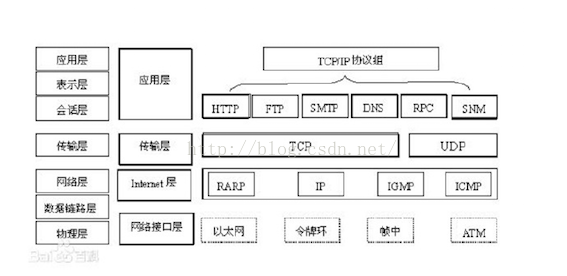 TCP/IP协议组
应用层
表示层
会话层
应用层
HTTP
FTP
SMTP
DNS
RPC
SNM
传输层
传输层
TCP
UDP
http://blog.csdn.net/
网络层
Internet 层
RARP
IP
IGMP
ICMP
数据链路层
物理层
网络接口层
以太网
令牌环
帧中
ATM
Bai百科